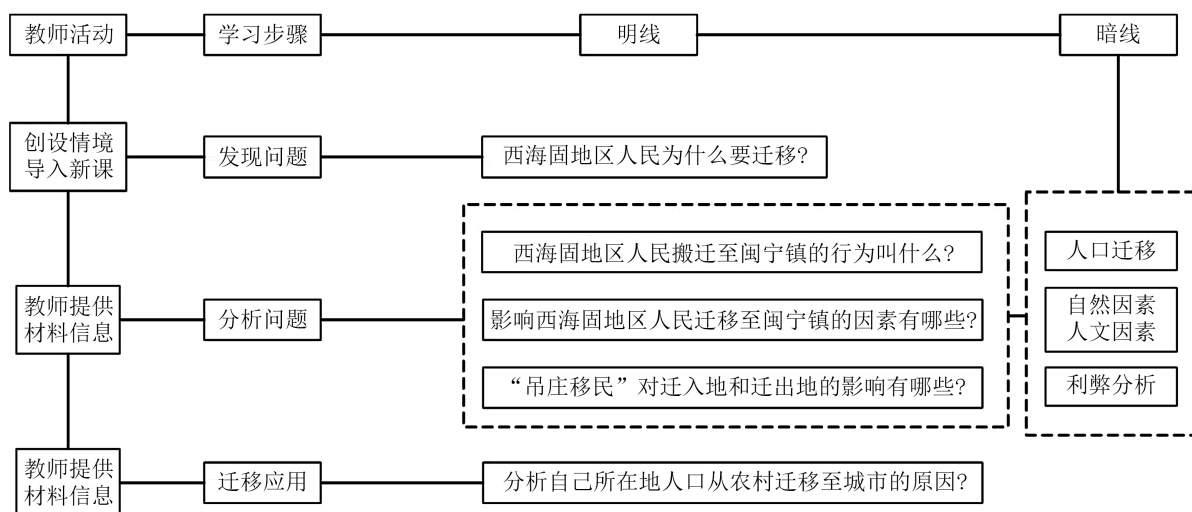 教师活动
学习步骤
明线
暗线
创设情境
导入新课
发现问题
西海固地区人民为什么要迁移?
西海固地区人民搬迁至闽宁镇的行为叫什么?
人口迁移
教师提供
材料信息
分析问题
影响西海固地区人民迁移至闽宁镇的因素有哪些?
自然因素
人文因素
“吊庄移民”对迁入地和迁出地的影响有哪些?
利弊分析
教师提供
材料信息
迁移应用
分析自己所在地人口从农村迁移至城市的原因?